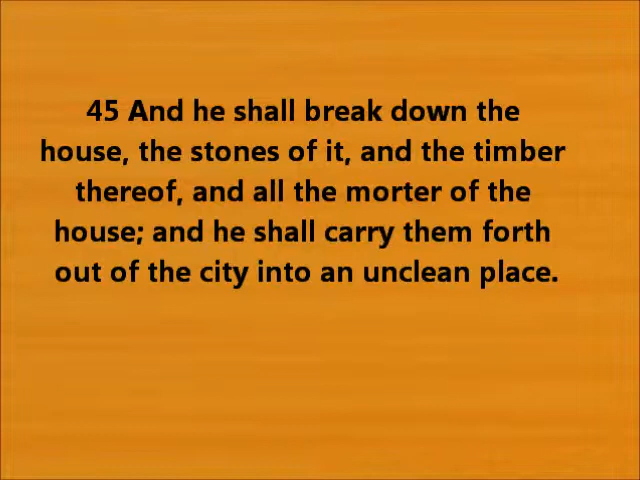 45 And he shall break down the
house, the stones of it, and the timber
thereof, and all the morter of the
house; and he shall carry them forth
out of the city into an unclean place.